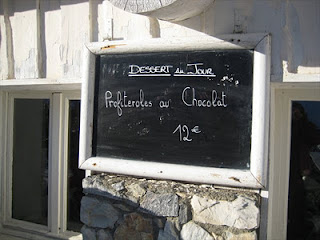 Dessert du Jour
Profiteroles au Chocolat
12€